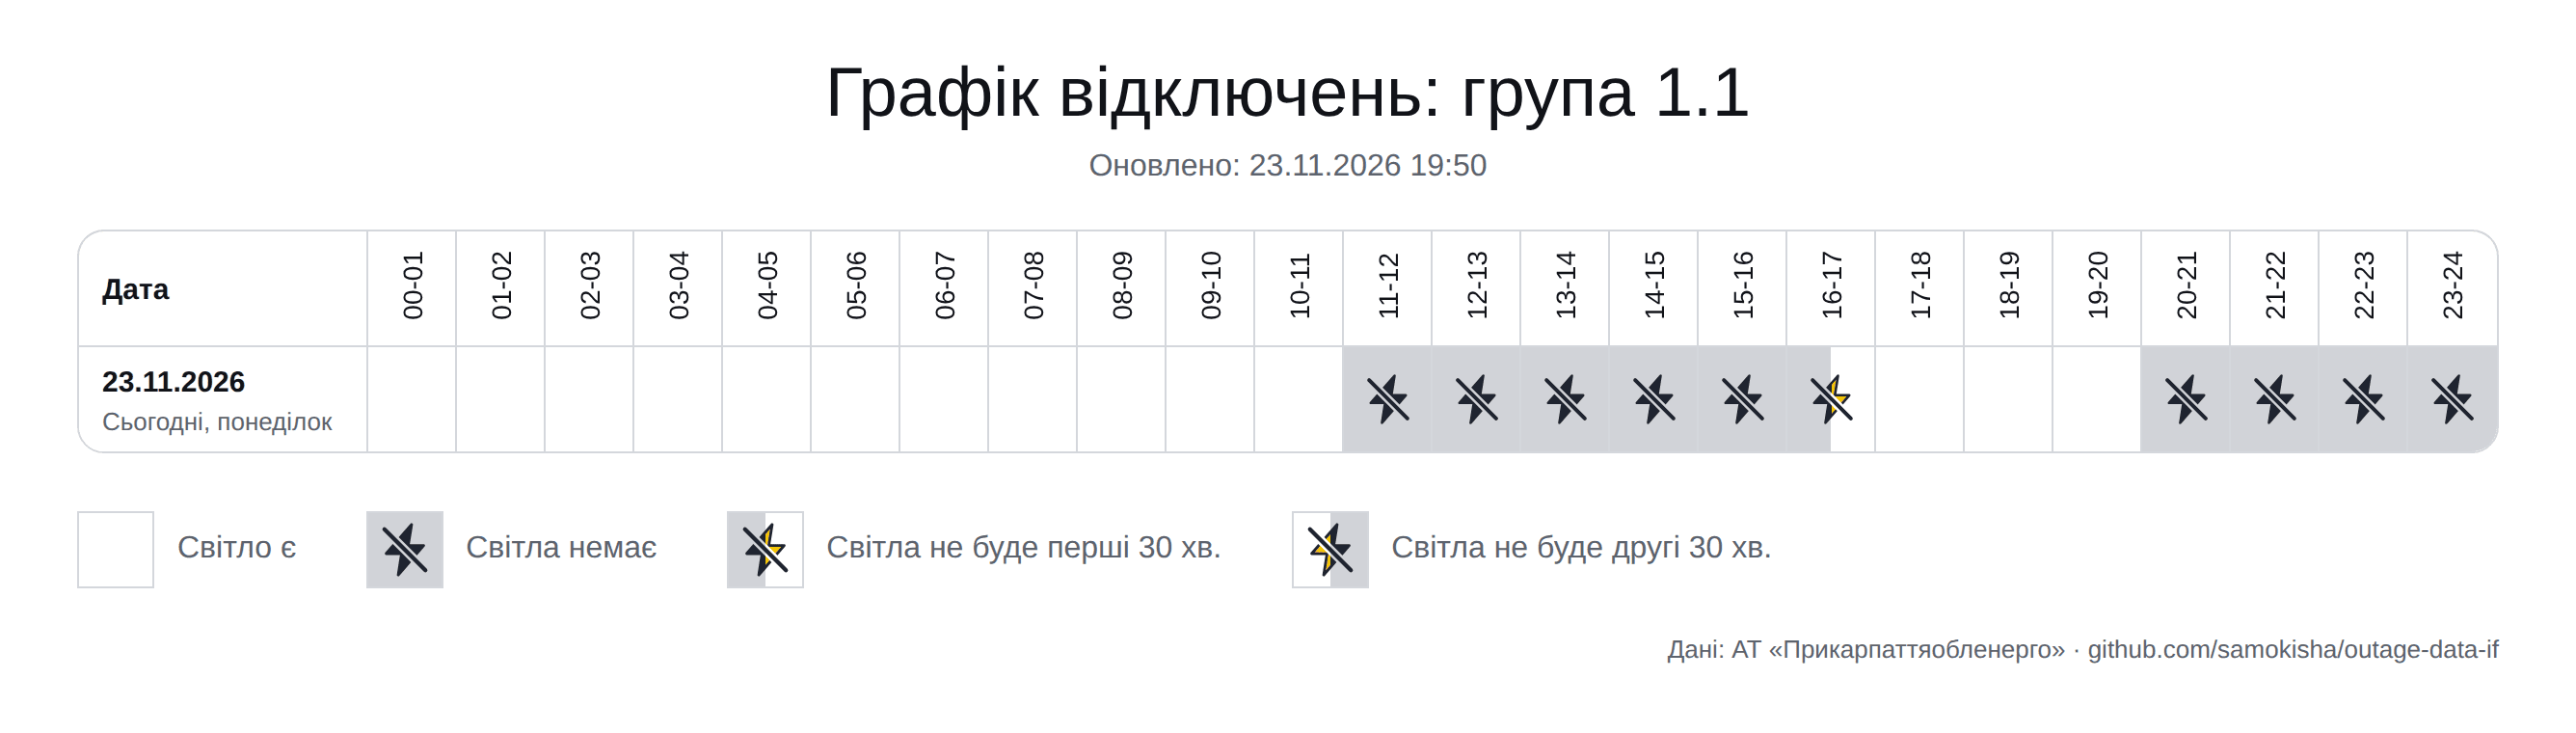 Графік відключень: група 1.1
Оновлено: 23.11.2026 19:50
Дата 00-01 01-02 02-03 03-04 04-05 05-06 06-07 07-08 08-09 09-10 10-11 11-12 12-13 13-14 14-15 15-16 16-17 17-18 18-19 19-20 20-21 21-22 22-23 23-24
23.11.2026
Сьогодні, понеділок
Світло є Світла немає Світла не буде перші 30 хв. Світла не буде другі 30 хв.
Дані: АТ «Прикарпаттяобленерго» · github.com/samokisha/outage-data-if